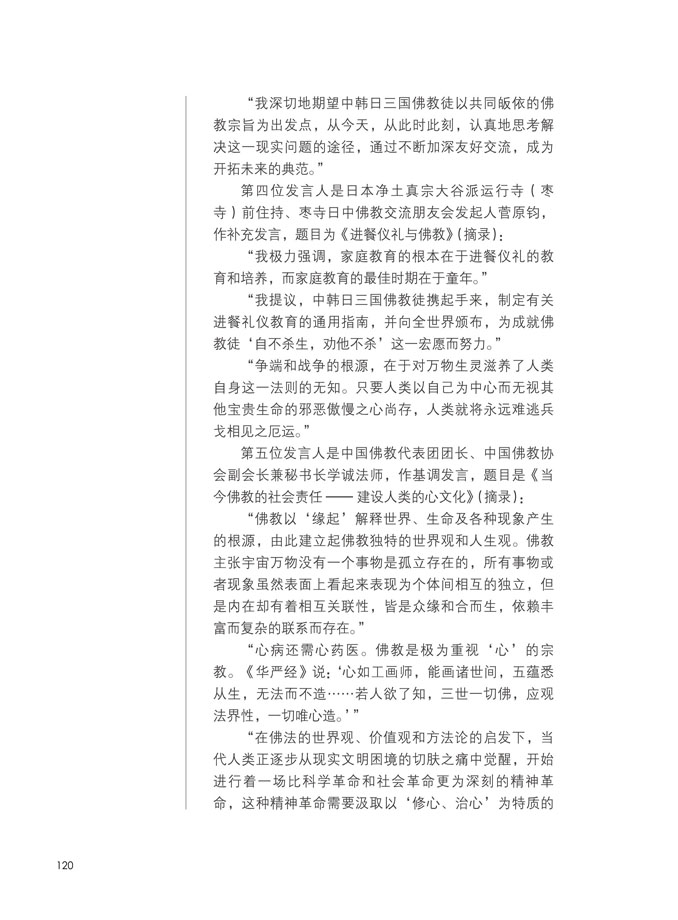 “我深切地期望中韩日三国佛教徒以共同皈依的佛
教宗旨为出发点，从今天，从此时此刻，认真地思考解
决这一现实问题的途径，通过不断加深友好交流，成为
开拓未来的典范。”
第四位发言人是日本净土真宗大谷派运行寺（枣
寺）前住持、枣寺日中佛教交流朋友会发起人菅原钧，
作补充发言，题目为《进餐仪礼与佛教》（摘录）：
“我极力强调，家庭教育的根本在于进餐仪礼的教
育和培养，而家庭教育的最佳时期在于童年。”
“我提议，中韩日三国佛教徒携起手来，制定有关
进餐礼仪教育的通用指南，并向全世界颁布，为成就佛
教徒‘自不杀生，劝他不杀’这一宏愿而努力。”
“争端和战争的根源，在于对万物生灵滋养了人类
自身这一法则的无知。只要人类以自己为中心而无视其
他宝贵生命的邪恶傲慢之心尚存，人类就将永远难逃兵
戈相见之厄运。”
第五位发言人是中国佛教代表团团长、中国佛教协
会副会长兼秘书长学诚法师，作基调发言，题目是《当
今佛教的社会责任 —— 建设人类的心文化》（摘录）：
“佛教以‘缘起’解释世界、生命及各种现象产生
的根源，由此建立起佛教独特的世界观和人生观。佛教
主张宇宙万物没有一个事物是孤立存在的，所有事物或
者现象虽然表面上看起来表现为个体间相互的独立，但
是内在却有着相互关联性，皆是众缘和合而生，依赖丰
富而复杂的联系而存在。”
“心病还需心药医。佛教是极为重视‘心’的宗
教。《华严经》说：‘心如工画师，能画诸世间，五蕴悉
从生，无法而不造……若人欲了知，三世一切佛，应观
法界性，一切唯心造。’”
“在佛法的世界观、价值观和方法论的启发下，当
代人类正逐步从现实文明困境的切肤之痛中觉醒，开始
进行着一场比科学革命和社会革命更为深刻的精神革
命，这种精神革命需要汲取以‘修心、治心’为特质的
120